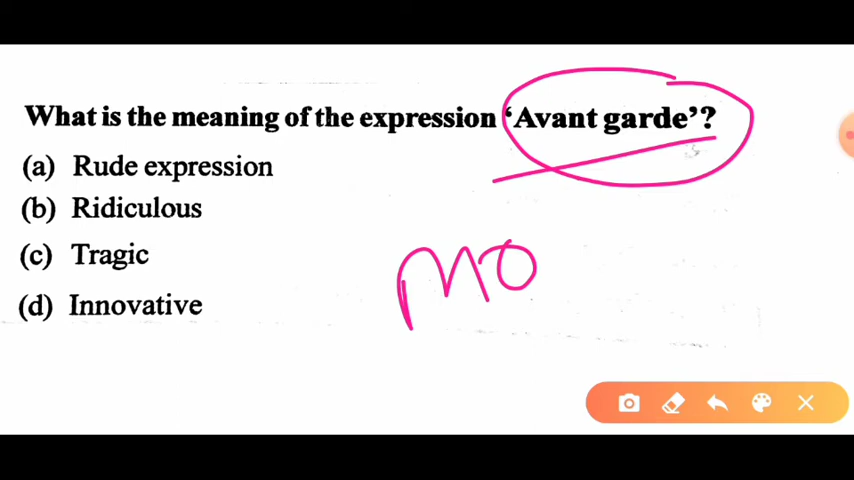 What is the meaning of the expression ‘Avant garde’?
(a) Rude expression
(b) Ridiculous
(c) Tragic
(d) Innovative
MO